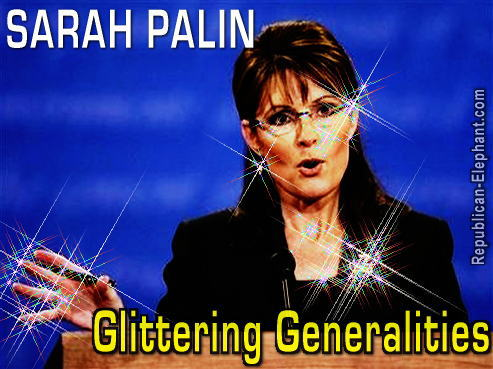 SARAH PALIN
Republican-Elephant.com
Glittering Generalities